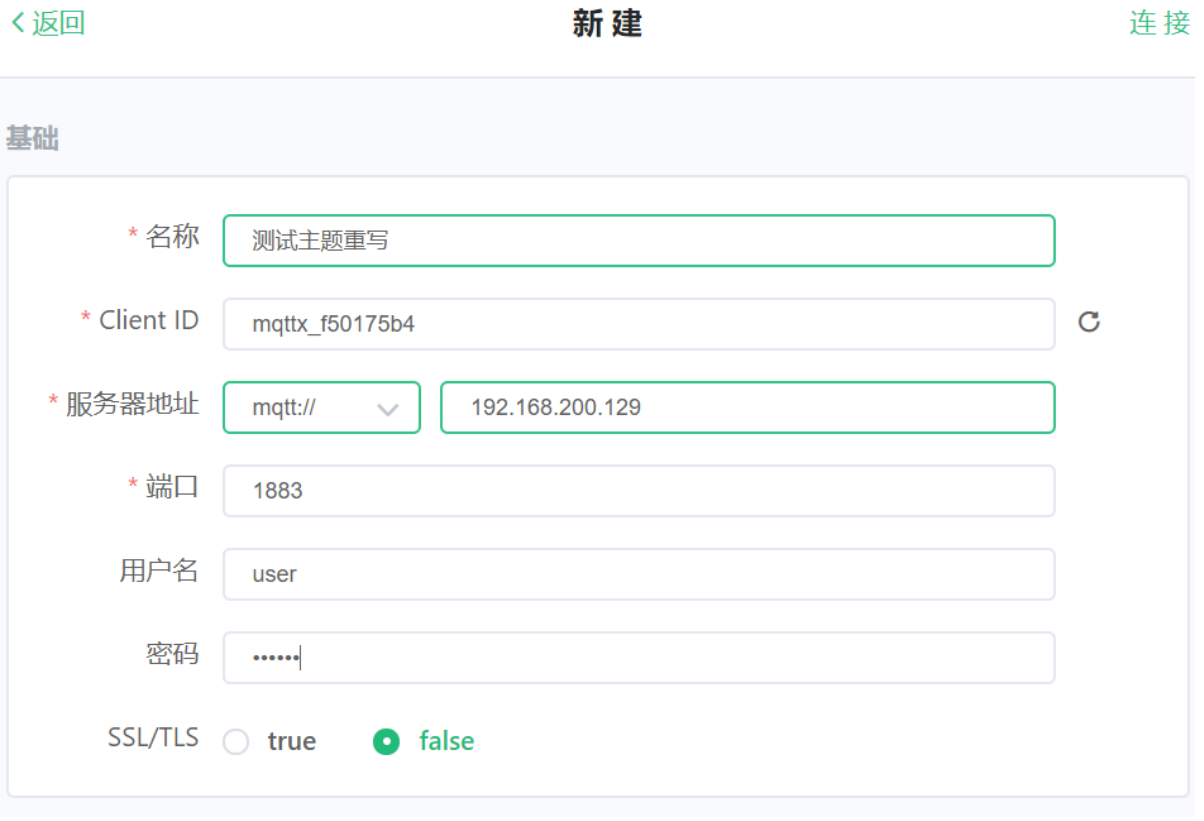 返回 新 建 连 接
基础
* 名称 测试主题重写
* Client ID mqttx_f50175b4
* 服务器地址 mqtt:// 192.168.200.129
* 端口 1883
用户名 user
密码 ••••••
SSL/TLS true false